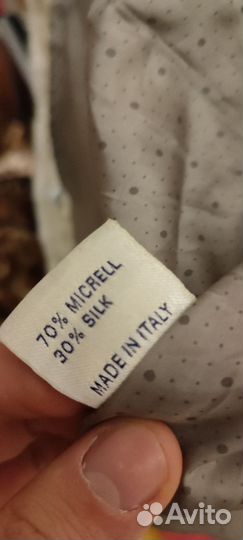 70% MICRELL
30% SILK
MADE IN ITALY
Avito